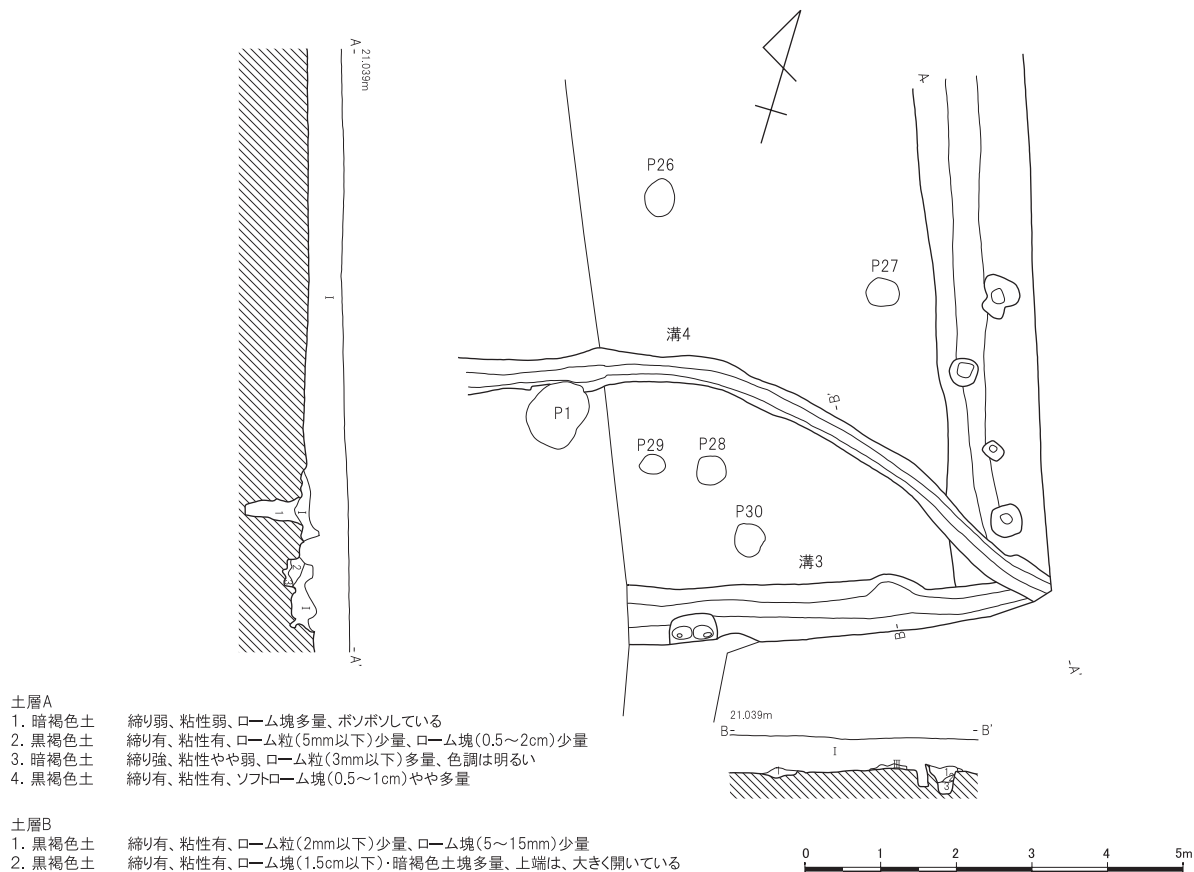 A
21.039m
A
P26
P27
I
溝4
B'
P1
P29
P28
P30
溝3
1
I
2
I
B
A'
A'
土層A
1. 暗褐色土 締り弱、粘性弱、ローム塊多量、ボソボソしている
2. 黒褐色土 締り有、粘性有、ローム粒(5mm以下)少量、ローム塊(0.5～2cm)少量
3. 暗褐色土 締り強、粘性やや弱、ローム粒(3mm以下)多量、色調は明るい
4. 黒褐色土 締り有、粘性有、ソフトローム塊(0.5～1cm)やや多量
21.039m
B
B'
I
III
1
2
3
土層B
1. 黒褐色土 締り有、粘性有、ローム粒(2mm以下)少量、ローム塊(5～15mm)少量
2. 黒褐色土 締り有、粘性有、ローム塊(1.5cm以下)・暗褐色土塊多量、上端は、大きく開いている
0 1 2 3 4 5m